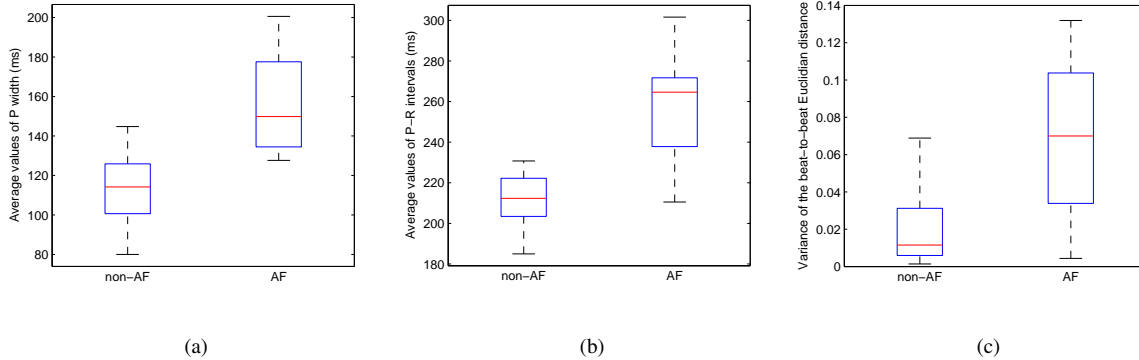 Average values of P width (ms)
200
180
160
140
120
100
80
non−AF
AF
(a)
Average values of P−R intervals (ms)
300
280
260
240
220
200
180
non−AF
AF
(b)
Variance of the beat−to−beat Euclidian distance
0.14
0.12
0.1
0.08
0.06
0.04
0.02
0
non−AF
AF
(c)